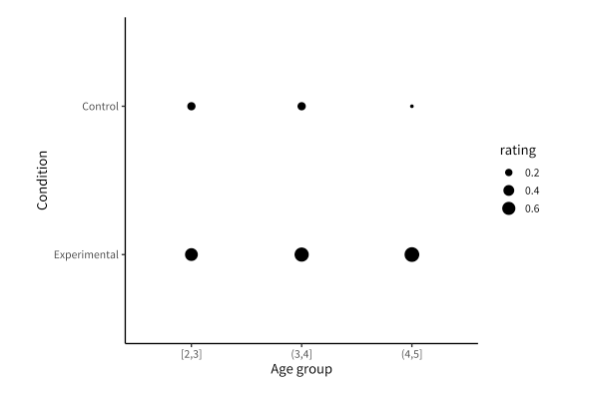 Control
Experimental
Condition
[2,3]
(3,4]
(4,5]
Age group
rating
0.2
0.4
0.6